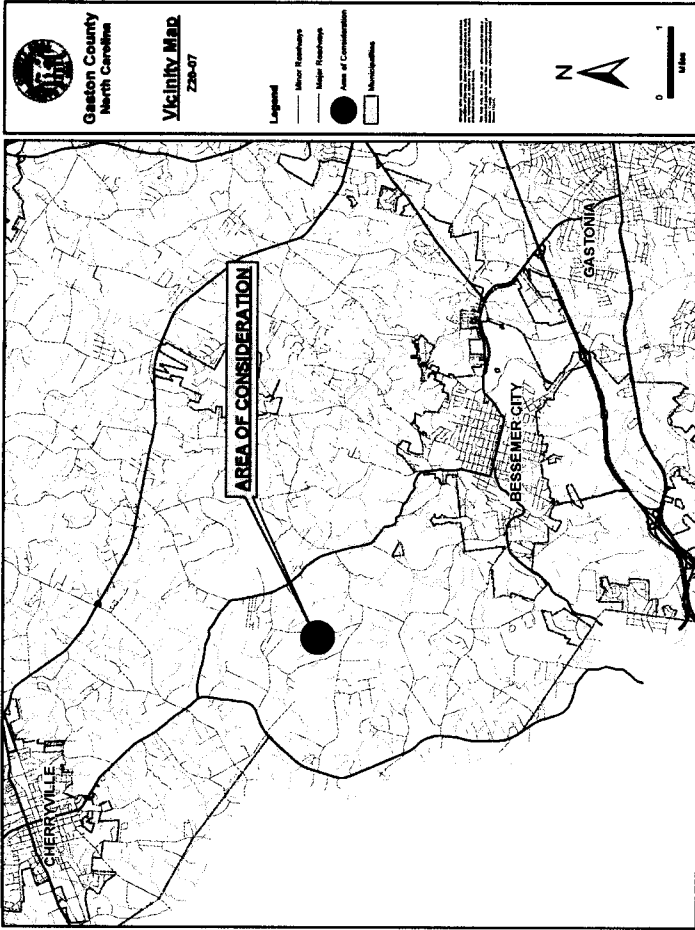 Gaston County
North Carolina
Vicinity Map
Z20-07
Legend
Minor Roadways
Major Roadways
Area of Consideration
Municipalities
N
0 1
Miles
CHERRYVILLE
AREA OF CONSIDERATION
BESSEMER CITY
GASTONIA